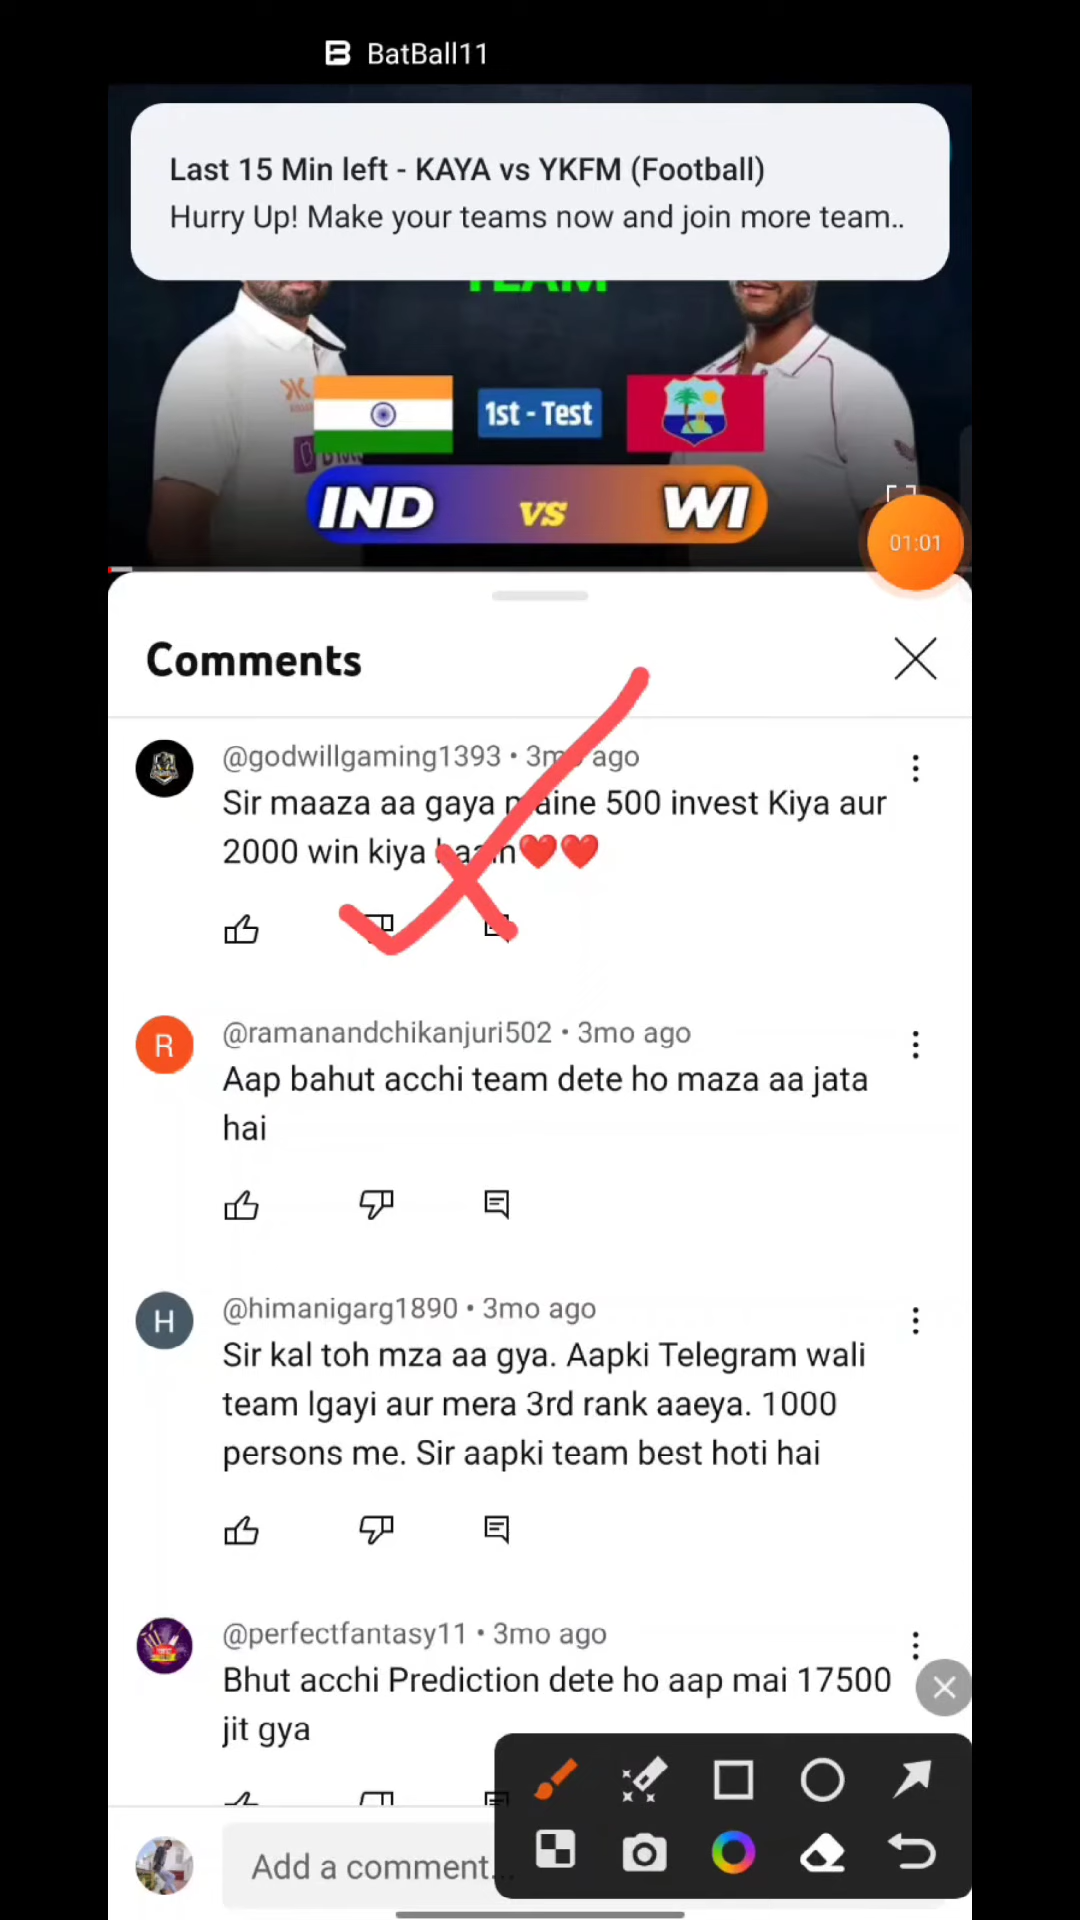 BatBall11
Last 15 Min left - KAYA vs YKFM (Football)
Hurry Up! Make your teams now and join more team..
TEAM
1st - Test
IND vs WI
01:01
Comments
@godwillgaming1393 • 3mo ago
Sir maaza aa gaya maine 500 invest Kiya aur
2000 win kiya haain❤️❤️
R
@ramanandchikanjuri502 • 3mo ago
Aap bahut acchi team dete ho maza aa jata
hai
H
@himanigarg1890 • 3mo ago
Sir kal toh mza aa gya. Aapki Telegram wali
team lgayi aur mera 3rd rank aaeya. 1000
persons me. Sir aapki team best hoti hai
@perfectfantasy11 • 3mo ago
Bhut acchi Prediction dete ho aap mai 17500
jit gya
Add a comment...